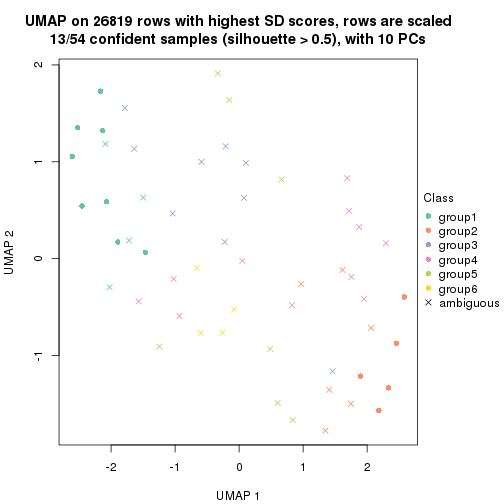 UMAP on 26819 rows with highest SD scores, rows are scaled
13/54 confident samples (silhouette > 0.5), with 10 PCs
2
1
0
-1
UMAP 2
-2
-1
0
1
2
UMAP 1
Class
group1
group2
group3
group4
group5
group6
ambiguous